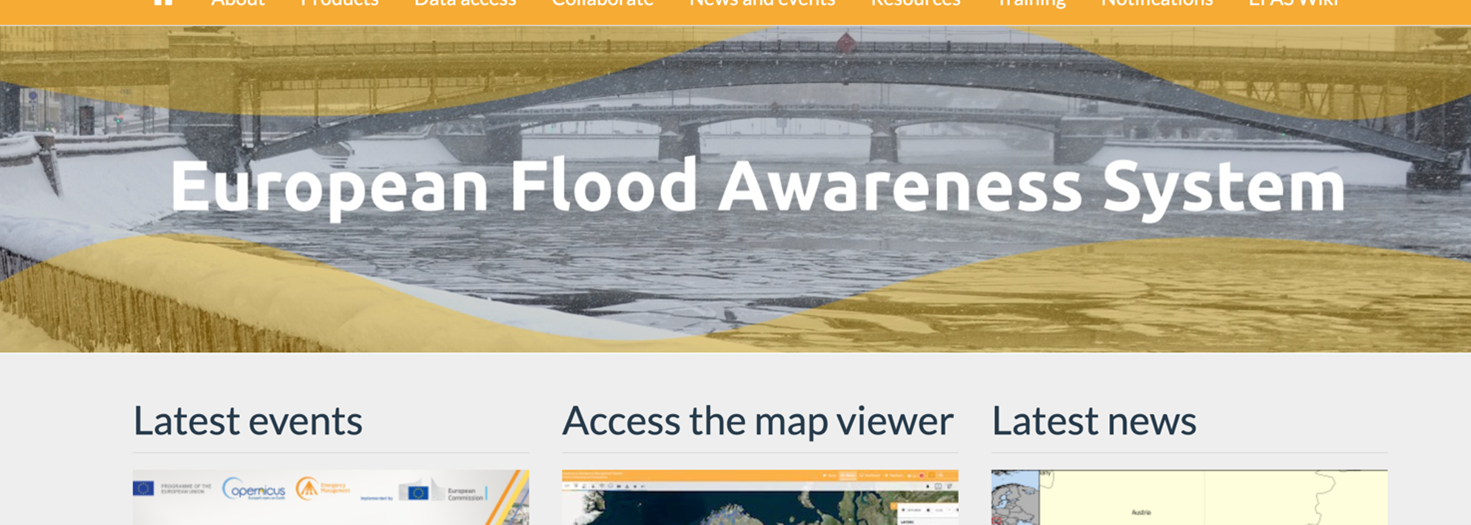 About Products Data access Collaborate News and events Resources Training Notifications EFAS Wiki
European Flood Awareness System
Latest events Access the map viewer Latest news
PROGRAMME OF THE
EUROPEAN UNION
opernicus
Emergency
Management
implemented by
European
Commission
Austria